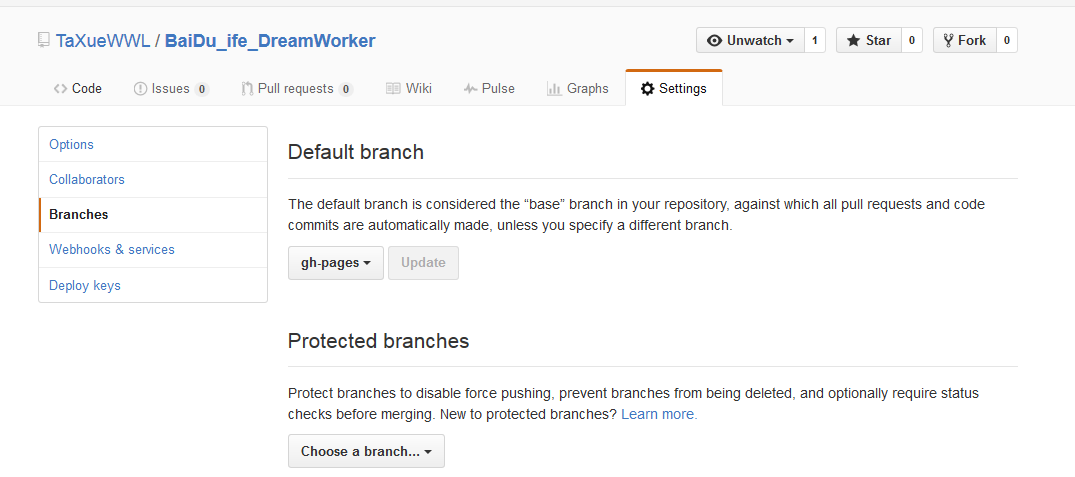 TaXueWWL / BaiDu_ife_DreamWorker
Unwatch 1 Star 0 Fork 0
Code Issues 0 Pull requests 0 Wiki Pulse Graphs Settings
Options
Collaborators
Branches
Webhooks & services
Deploy keys
Default branch
The default branch is considered the “base” branch in your repository, against which all pull requests and code
commits are automatically made, unless you specify a different branch.
gh-pages Update
Protected branches
Protect branches to disable force pushing, prevent branches from being deleted, and optionally require status
checks before merging. New to protected branches? Learn more.
Choose a branch...